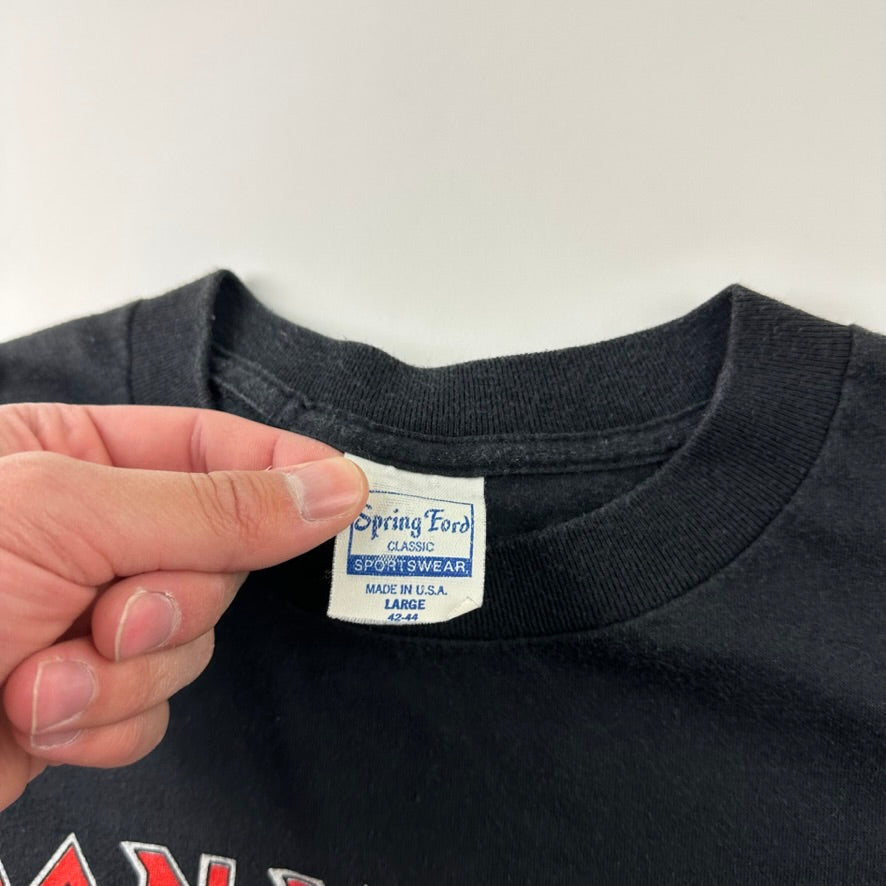 Spring Ford
CLASSIC
SPORTSWEAR
MADE IN U.S.A.
LARGE
42-44